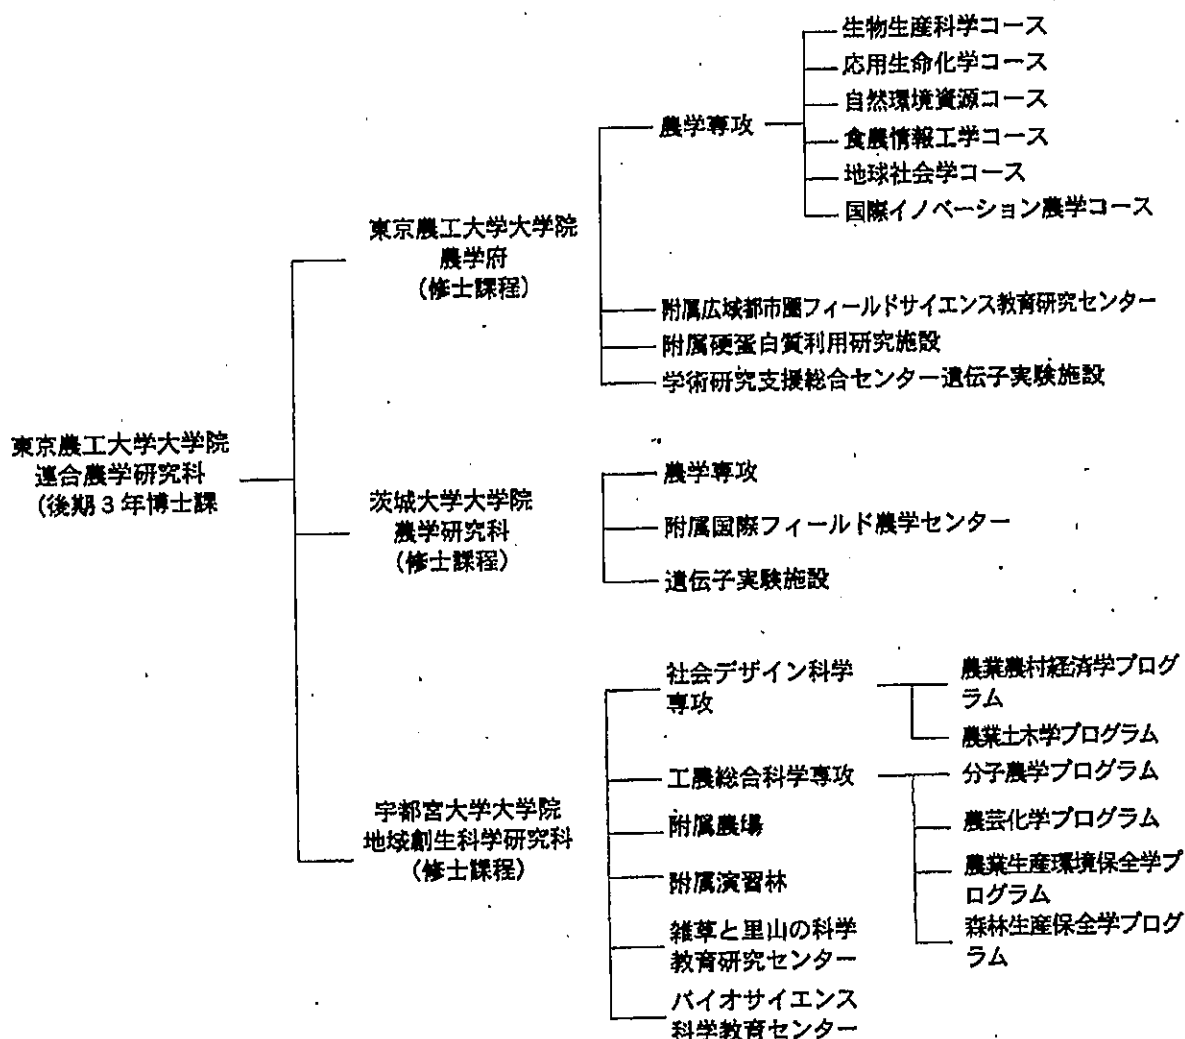 東京農工大学大学院
連合農学研究科
(後期3年博士課
東京農工大学大学院
農学府
(修士課程)
農学専攻
生物生産科学コース
応用生命化学コース
自然環境資源コース
食農情報工学コース
地球社会学コース
国際イノベーション農学コース
附属広域都市圏フィールドサイエンス教育研究センター
附属硬蛋白質利用研究施設
学術研究支援総合センター遺伝子実験施設
茨城大学大学院
農学研究科
(修士課程)
農学専攻
附属国際フィールド農学センター
遺伝子実験施設
宇都宮大学大学院
地域創生科学研究科
(修士課程)
社会デザイン科学
専攻
農業農村経済学プログ
ラム
農業土木学プログラム
工農総合科学専攻
分子農学プログラム
農芸化学プログラム
農業生産環境保全学プ
ログラム
森林生産保全学プログ
ラム
附属農場
附属演習林
雑草と里山の科学
教育研究センター
バイオサイエンス
科学教育センター